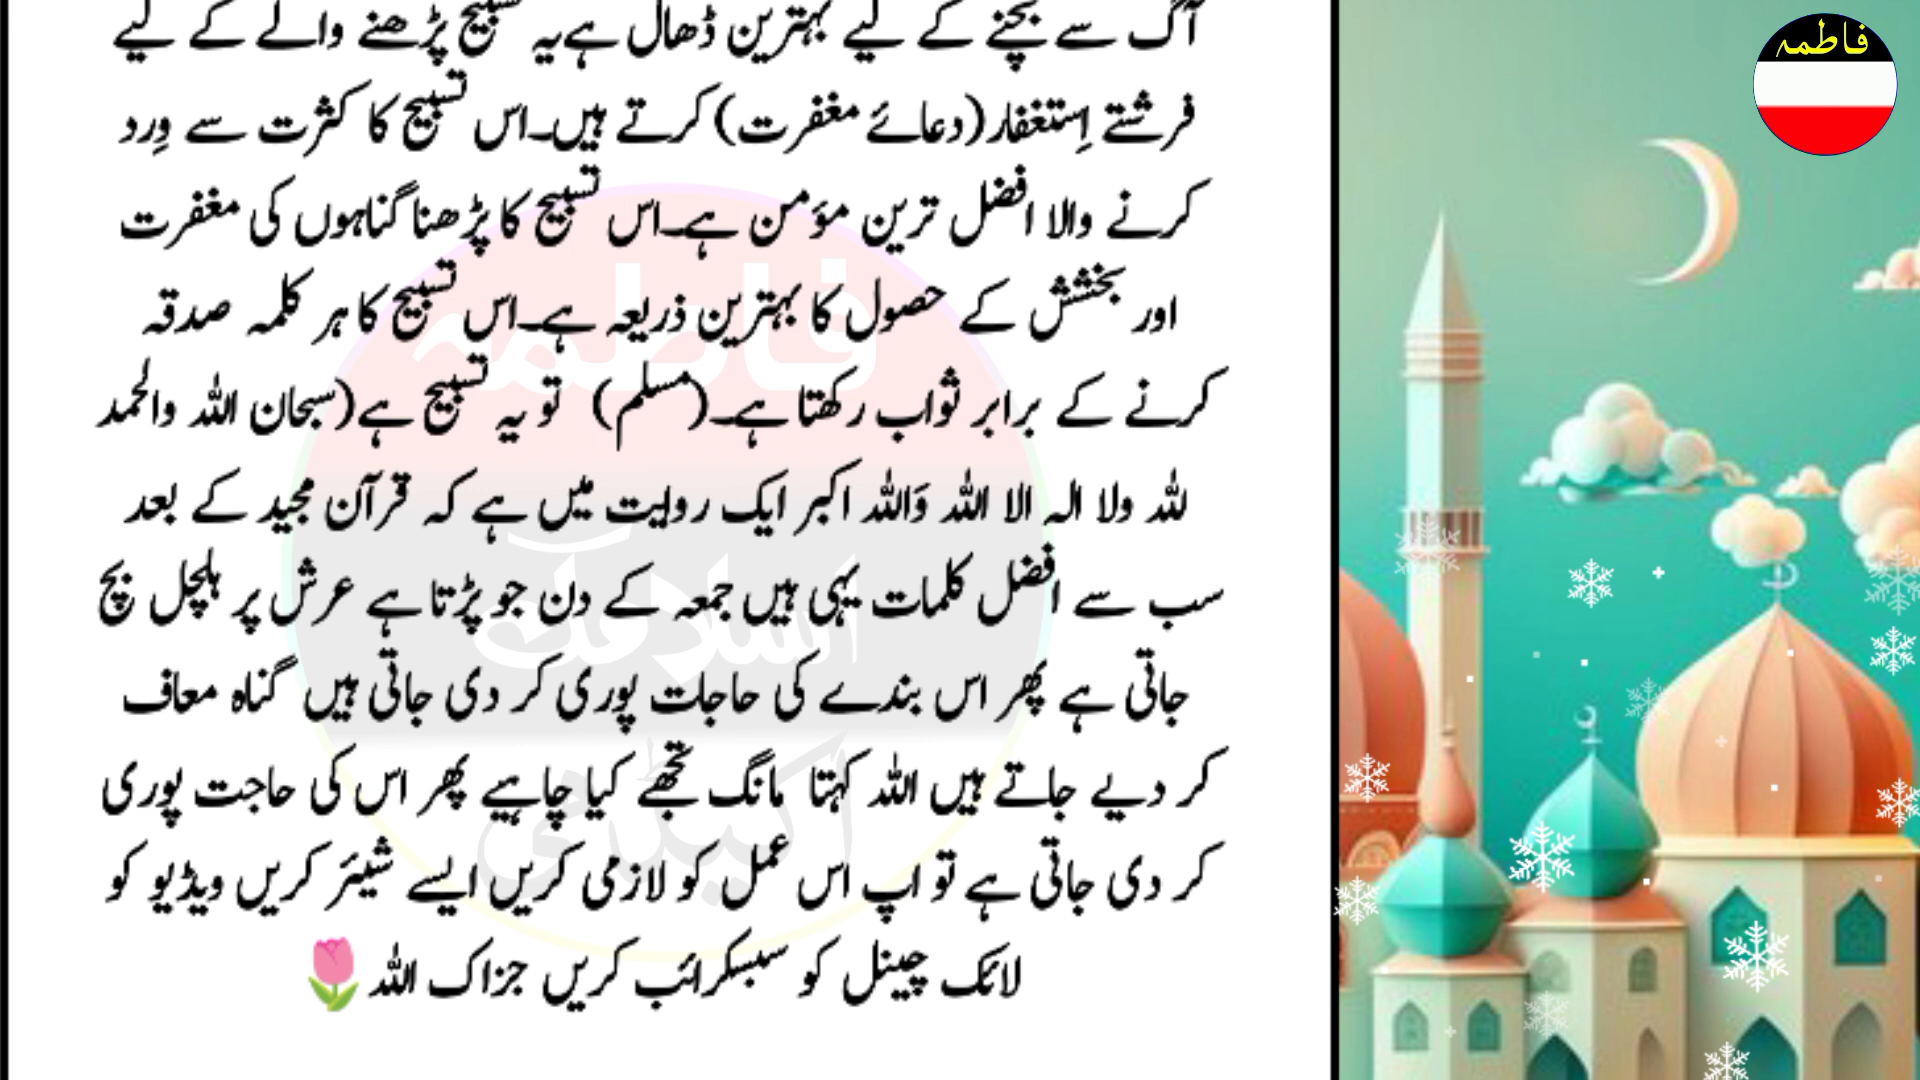 آگ سے بچنے کے لیے بہترین ڈھال ہےیہ تسبیح پڑھنے والے کے لیے
فرشتے اِستغفار(دعائے مغفرت) کرتے ہیں۔اس تسبیح کا کثرت سے وِرد
کرنے والا افضل ترین مؤمن ہے۔اس تسبیح کا پڑھنا گناہوں کی مغفرت
اور بخشش کے حصول کا بہترین ذریعہ ہے۔اس تسبیح کا ہر کلمہ صدقہ
کرنے کے برابر ثواب رکھتا ہے۔(مسلم) تو یہ تسبیح ہے(سبحان اللہ والحمد
للہ ولا الہ الا اللہ وَاللہ اکبر ایک روایت میں ہے کہ قرآن مجید کے بعد
سب سے افضل کلمات یہی ہیں جمعہ کے دن جو پڑتا ہے عرش پر ہلچل بچ
جاتی ہے پھر اس بندے کی حاجات پوری کر دی جاتی ہیں گناہ معاف
کر دیے جاتے ہیں اللہ کہتا مانگ تجھے کیا چاہیے پھر اس کی حاجت پوری
کر دی جاتی ہے تو اپ اس عمل کو لازمی کریں ایسے شیئر کریں ویڈیو کو
لائک چینل کو سبسکرائب کریں جزاک اللہ🌷
فاطمہ
فاطمہ
اسلامک
اکیڈمی